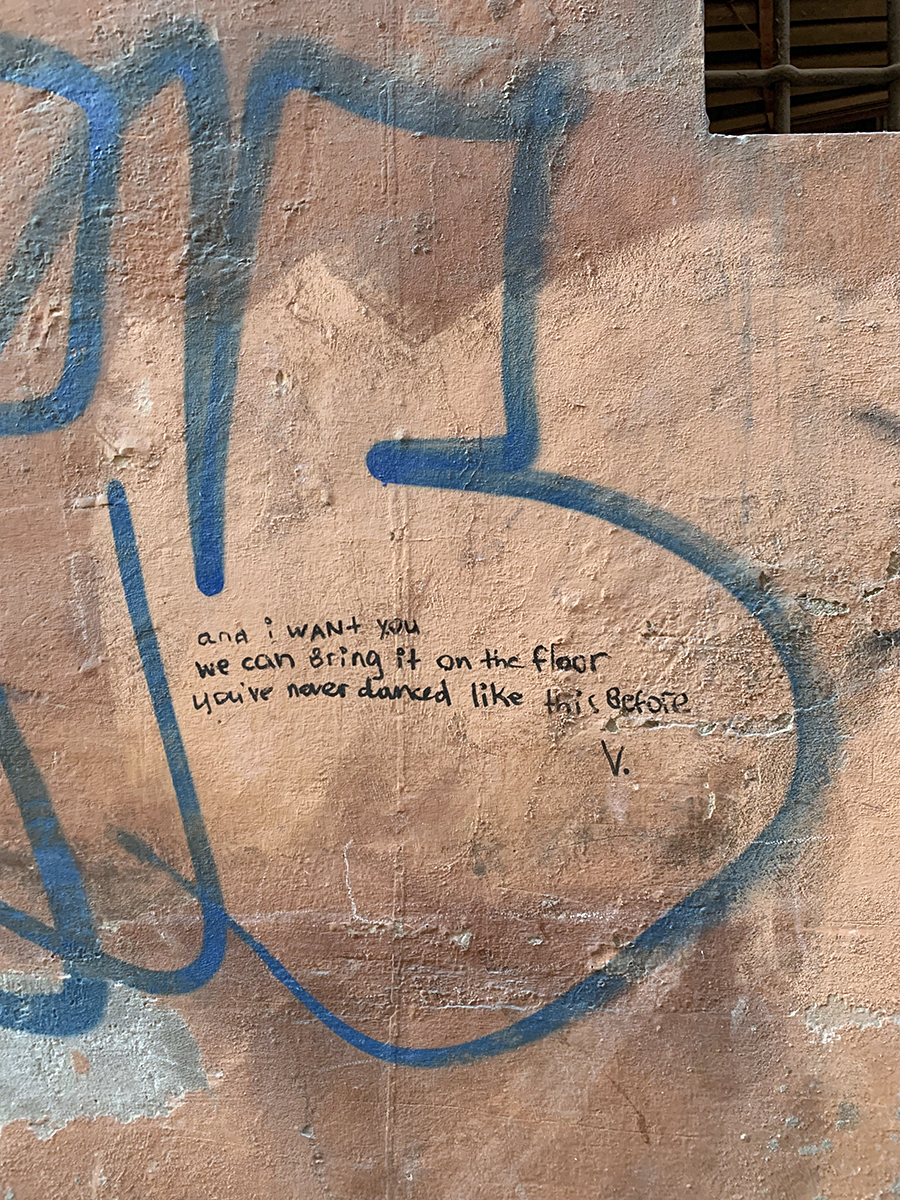 and i WANt YOU
we can Bring it on the floor
you've never danced like this Before
V.